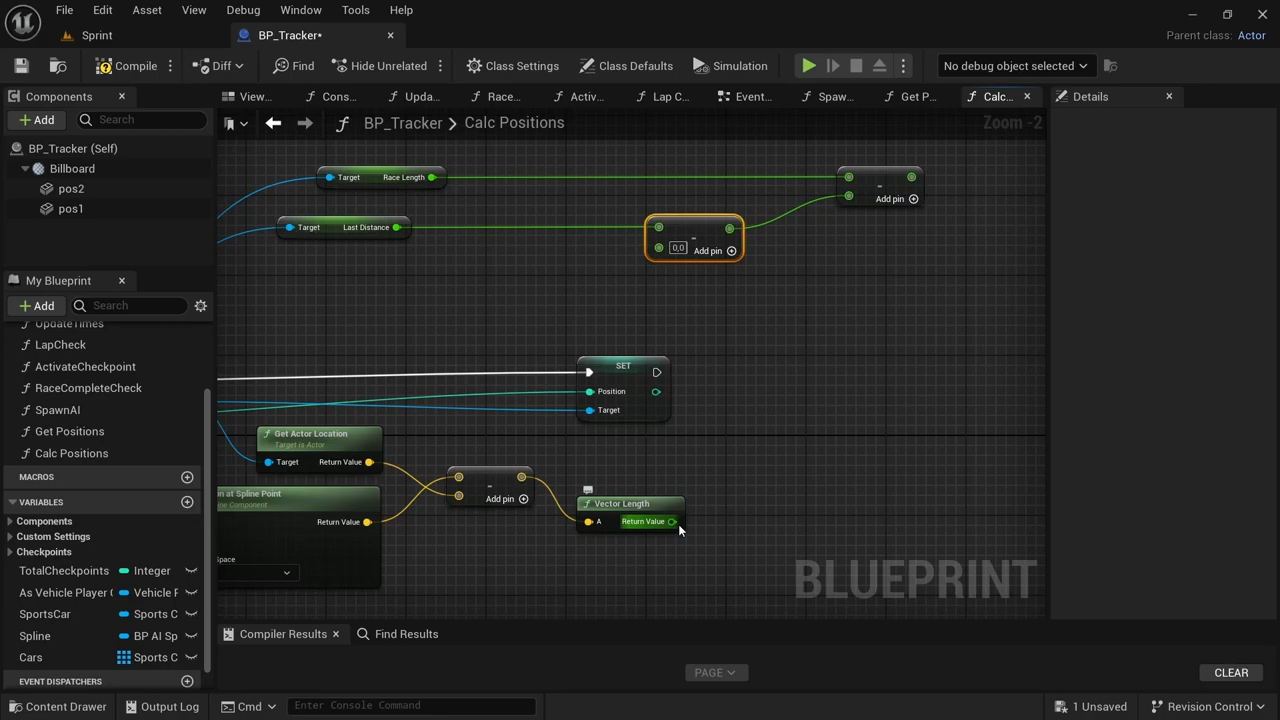 File Edit Asset View Debug Window Tools Help
Sprint
BP_Tracker*
Parent class: Actor
Compile
Diff
Find
Hide Unrelated
Class Settings
Class Defaults
Simulation
No debug object selected
Components
View...
Cons...
Upda...
Race...
Activ...
Lap C...
Event...
Spaw...
Get P...
Calc...
Details
Add
Search
BP_Tracker > Calc Positions
Zoom -2
BP_Tracker (Self)
Billboard
pos2
pos1
Target Race Length
Target Last Distance
- Add pin
- 0,0 Add pin
My Blueprint
Add
Search
UpdateTimes
LapCheck
ActivateCheckpoint
RaceCompleteCheck
SpawnAI
Get Positions
Calc Positions
MACROS
VARIABLES
Components
Custom Settings
Checkpoints
TotalCheckpoints Integer
As Vehicle Player ( Vehicle F
SportsCar Sports C
Spline BP AI Sp
Cars Sports C
EVENT DISPATCHERS
SET
Position
Target
Get Actor Location
Target is Actor
Target Return Value
n at Spline Point
ine Component
Return Value
Space
- Add pin
Vector Length
A Return Value
BLUEPRINT
Compiler Results
Find Results
PAGE
CLEAR
Content Drawer
Output Log
Cmd
Enter Console Command
1 Unsaved
Revision Control